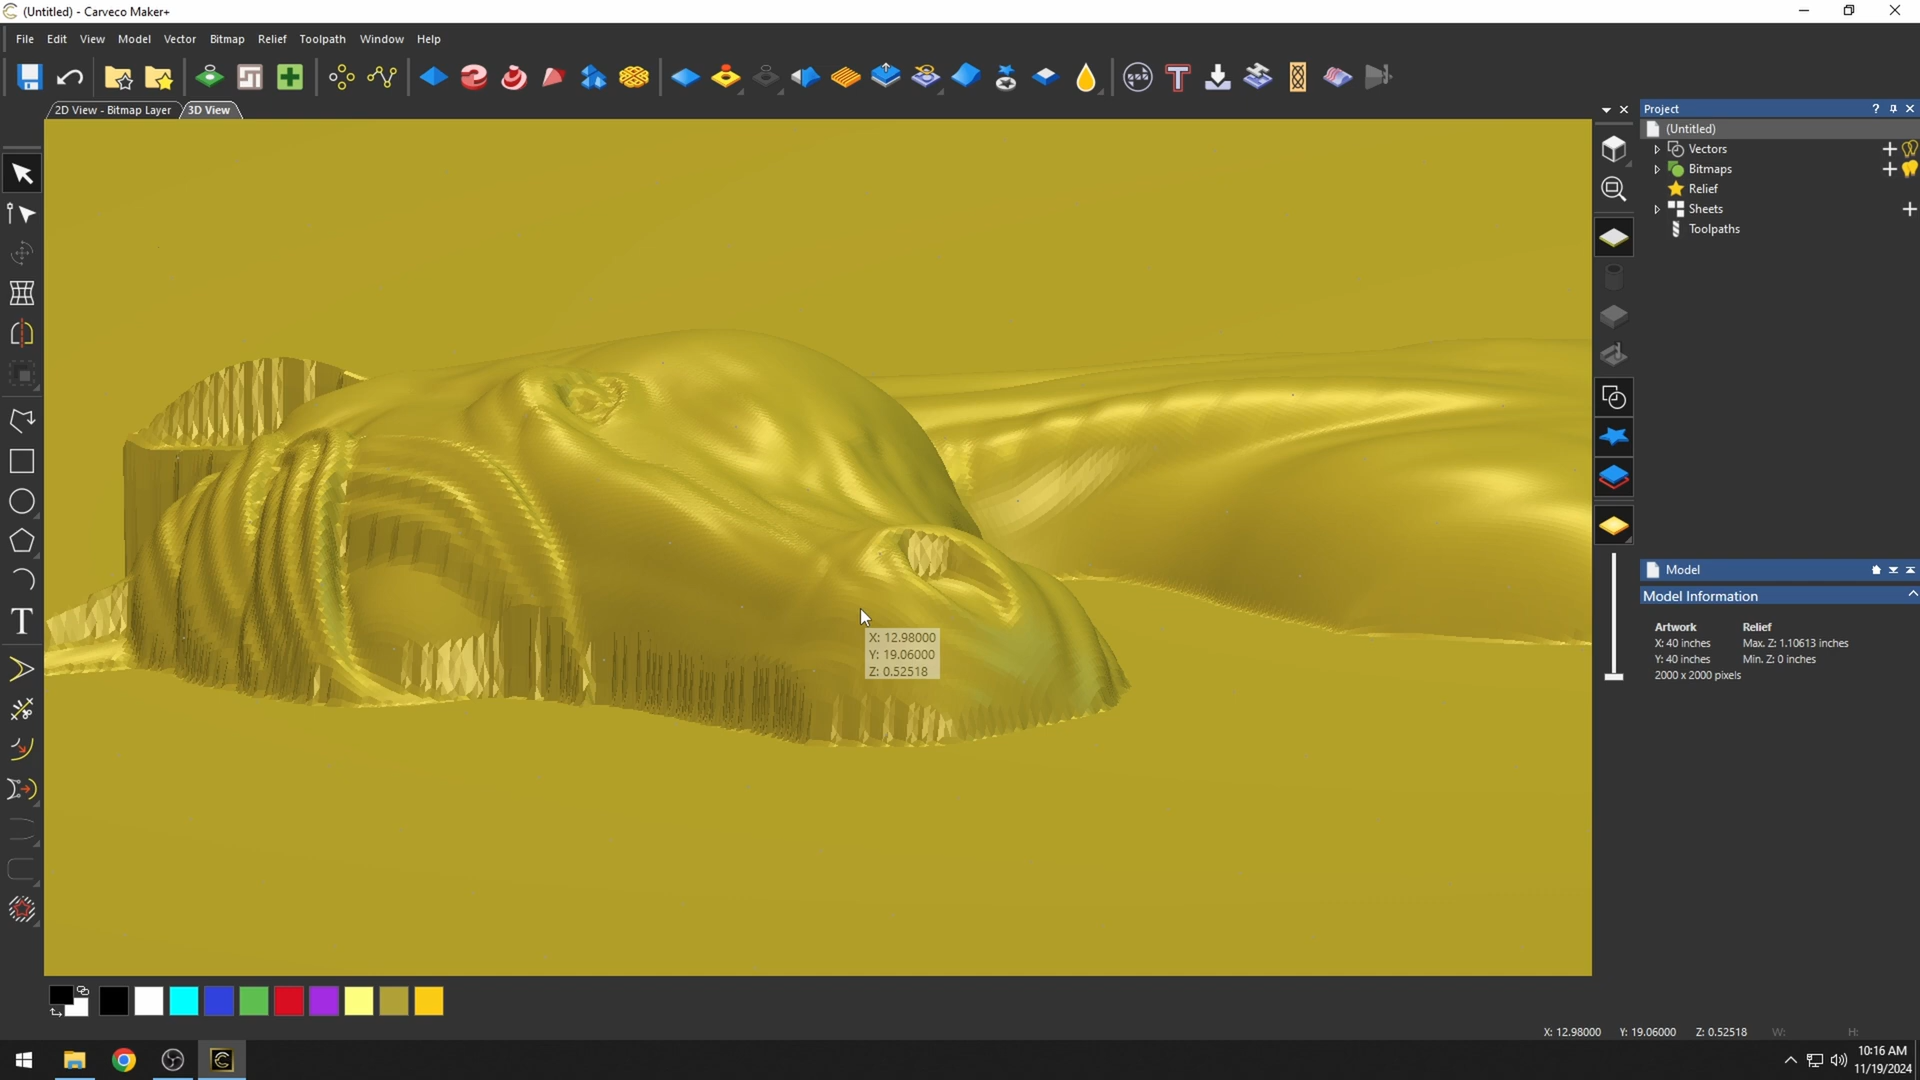 (Untitled) - Carveco Maker+
File Edit View Model Vector Bitmap Relief Toolpath Window Help
2D View - Bitmap Layer 3D View
Project
(Untitled)
Vectors
Bitmaps
Relief
Sheets
Toolpaths
X: 12.98000
Y: 19.06000
Z: 0.52518
Model
Model Information
Artwork Relief
X: 40 inches Max. Z: 1.10613 inches
Y: 40 inches Min. Z: 0 inches
2000 x 2000 pixels
X: 12.98000 Y: 19.06000 Z: 0.52518 W: H:
10:16 AM
11/19/2024